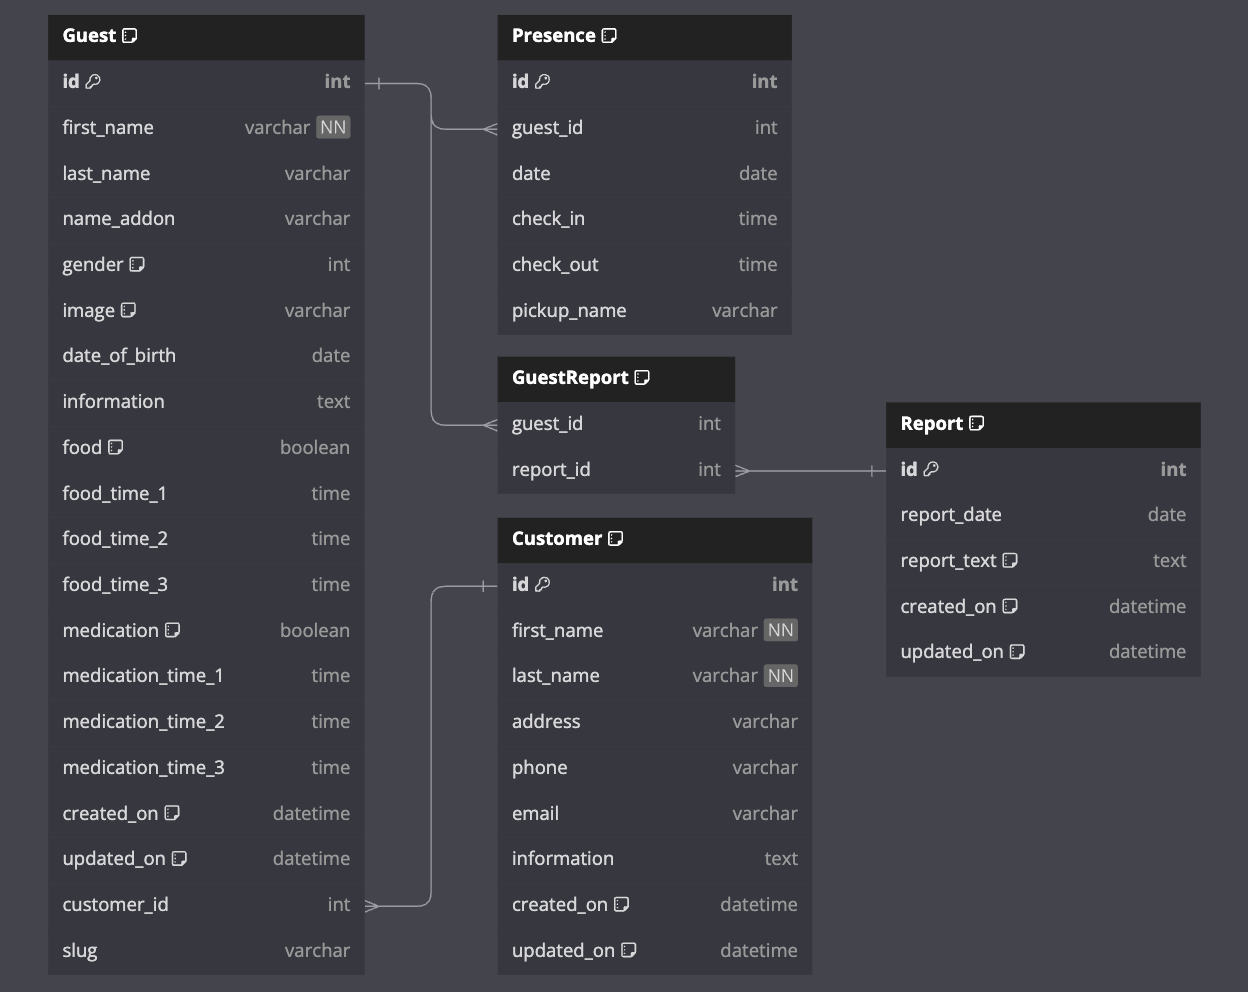 Guest
id int
first_name varchar NN
last_name varchar
name_addon varchar
gender int
image varchar
date_of_birth date
information text
food boolean
food_time_1 time
food_time_2 time
food_time_3 time
medication boolean
medication_time_1 time
medication_time_2 time
medication_time_3 time
created_on datetime
updated_on datetime
customer_id int
slug varchar
Presence
id int
guest_id int
date date
check_in time
check_out time
pickup_name varchar
GuestReport
guest_id int
report_id int
Customer
id int
first_name varchar NN
last_name varchar NN
address varchar
phone varchar
email varchar
information text
created_on datetime
updated_on datetime
Report
id int
report_date date
report_text text
created_on datetime
updated_on datetime